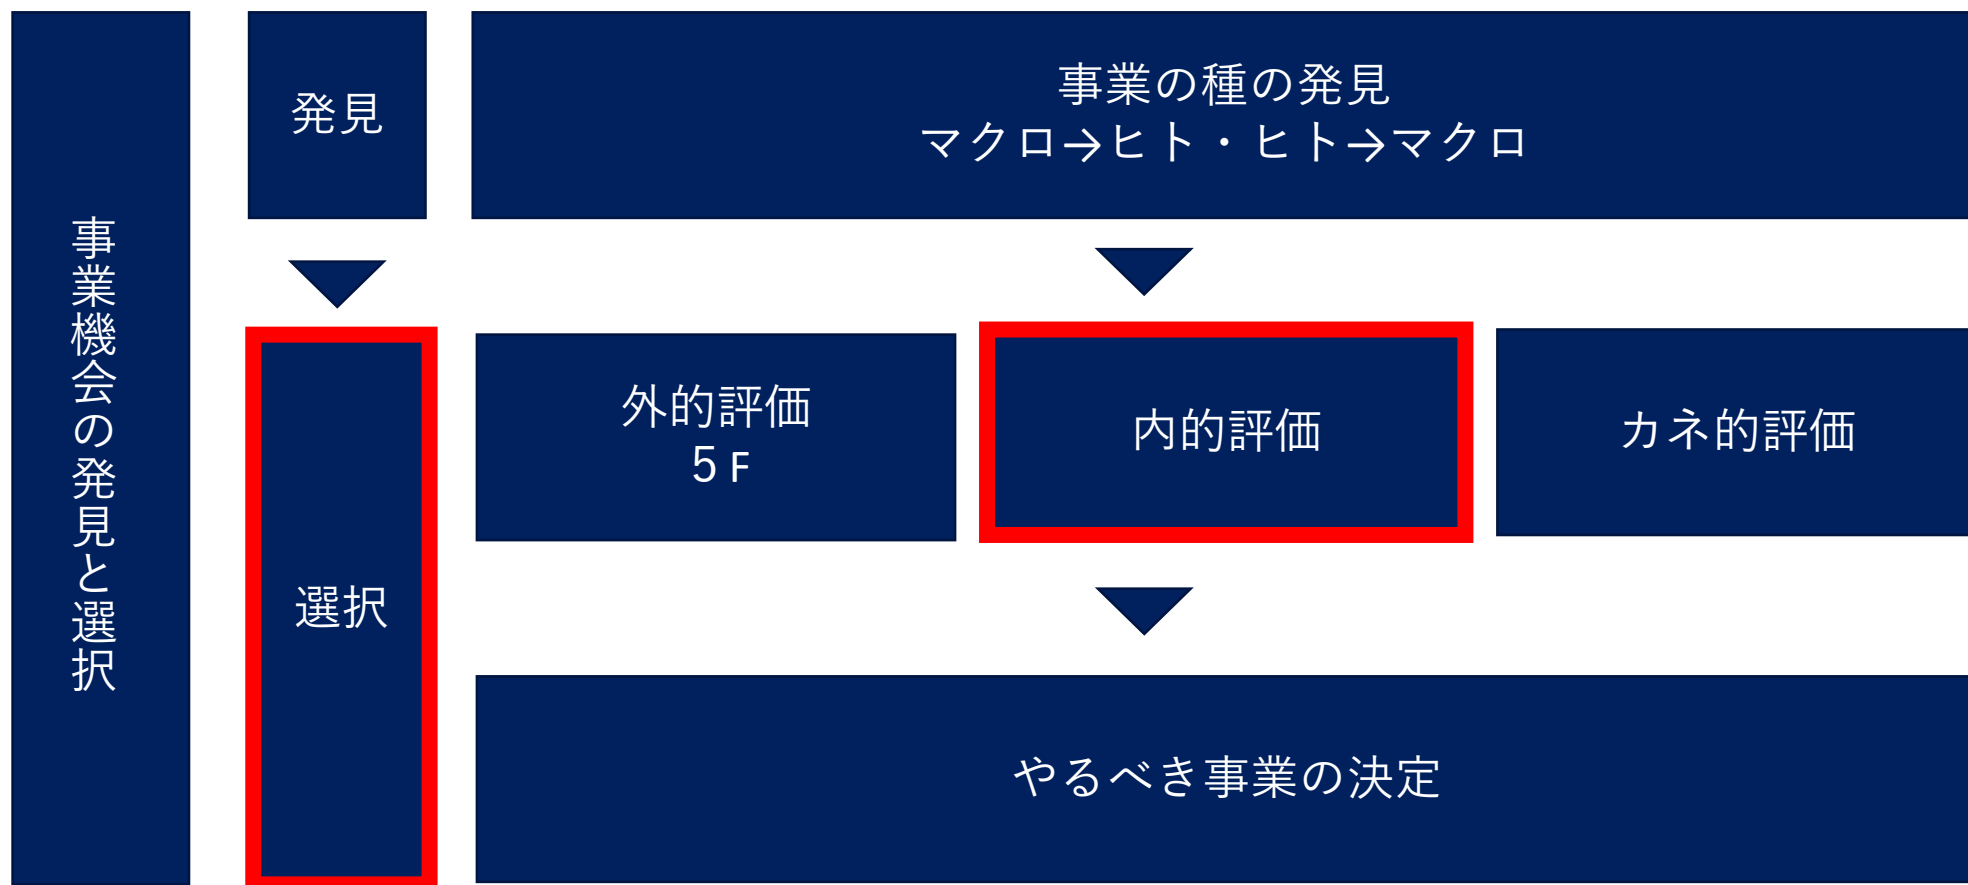 事業機会の発見と選択
発見
事業の種の発見
マクロ→ヒト・ヒト→マクロ
選択
外的評価
５F
内的評価
カネ的評価
やるべき事業の決定